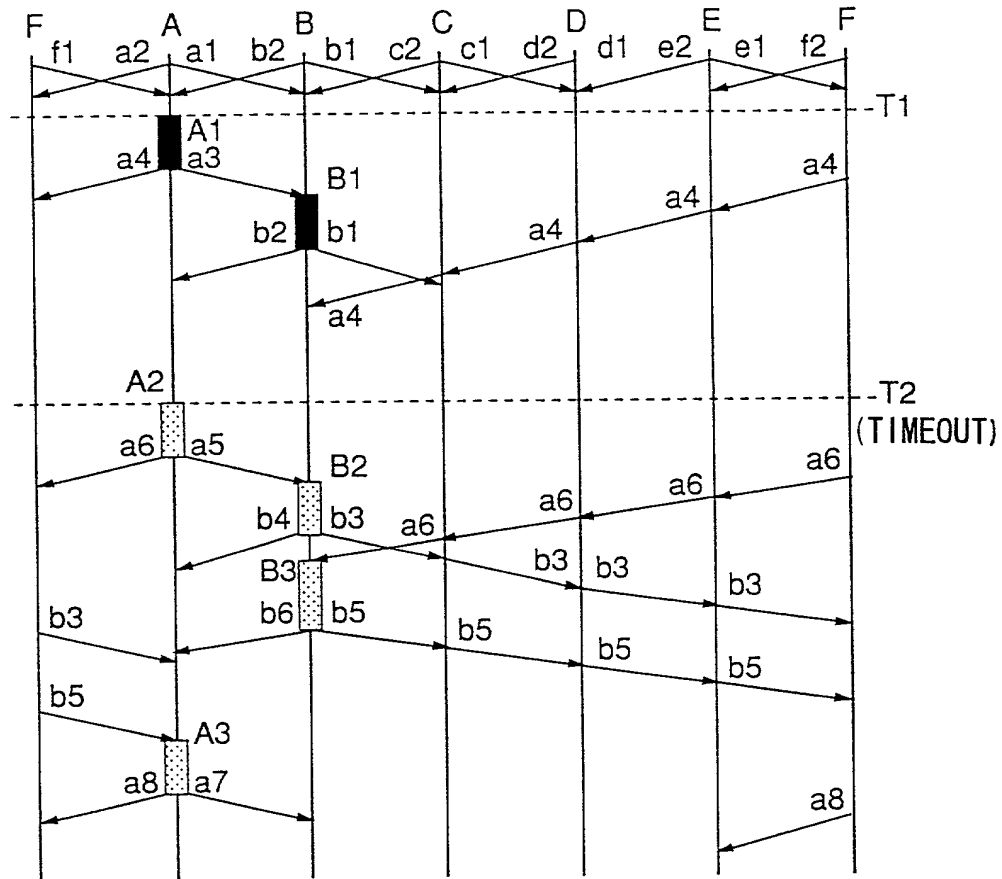 F A B C D E F
f1 a2 a1 b2 b1 c2 c1 d2 d1 e2 e1 f2
T1
A1
a4 a3 a4
B1
a4
b2 b1 a4
a4
A2
T2
(TIMEOUT)
a6 a5 a6
B2
a6
a6
b4 b3 a6
B3 b3 b3 b3
b3 b6 b5
b5 b5 b5
b5
A3
a8 a7
a8